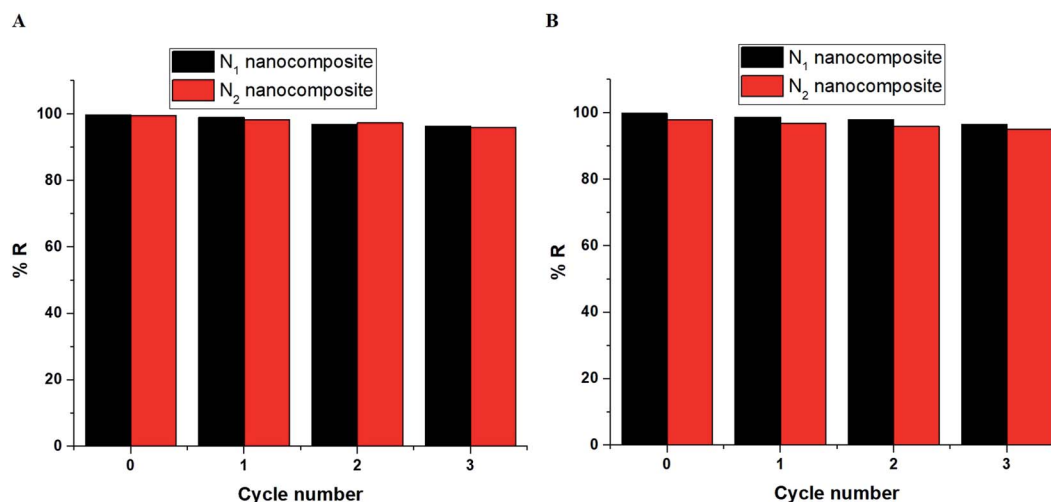 A
N₁ nanocomposite
N₂ nanocomposite
100
80
60
40
20
0
% R
0 1 2 3
Cycle number
B
N₁ nanocomposite
N₂ nanocomposite
100
80
60
40
20
0
% R
0 1 2 3
Cycle number